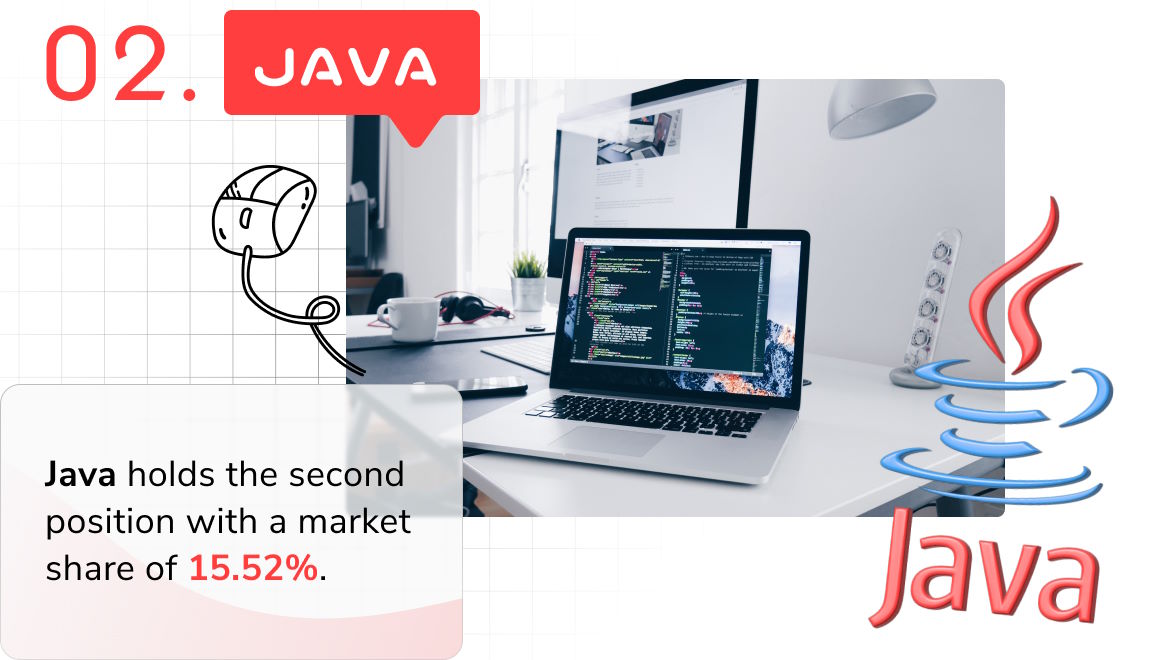 02.
JAVA
Java holds the second
position with a market
share of 15.52%.
Java